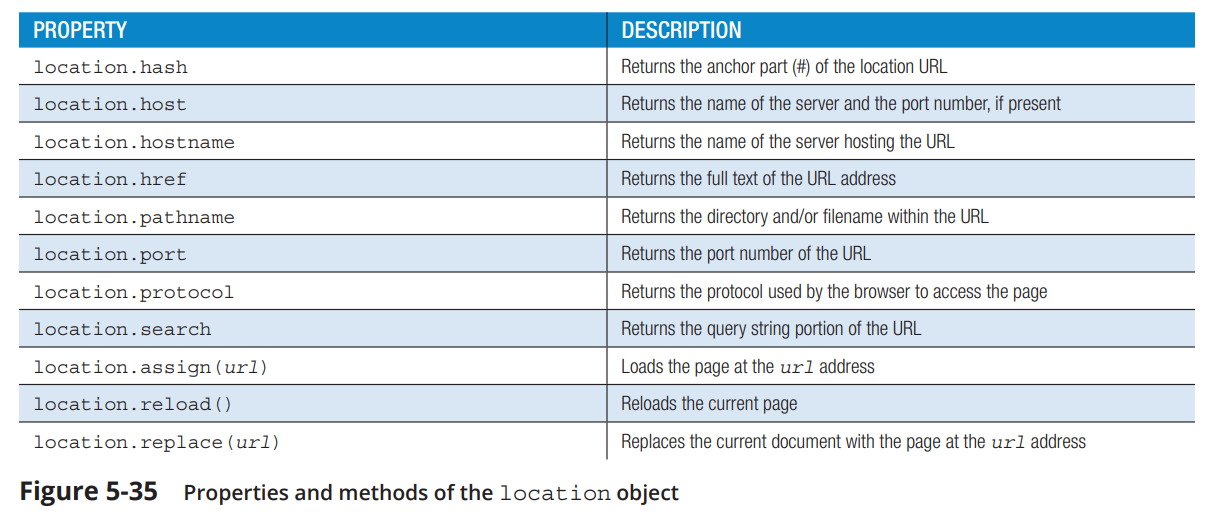 PROPERTY DESCRIPTION
location.hash Returns the anchor part (#) of the location URL
location.host Returns the name of the server and the port number, if present
location.hostname Returns the name of the server hosting the URL
location.href Returns the full text of the URL address
location.pathname Returns the directory and/or filename within the URL
location.port Returns the port number of the URL
location.protocol Returns the protocol used by the browser to access the page
location.search Returns the query string portion of the URL
location.assign(url) Loads the page at the url address
location.reload() Reloads the current page
location.replace(url) Replaces the current document with the page at the url address
Figure 5-35 Properties and methods of the location object